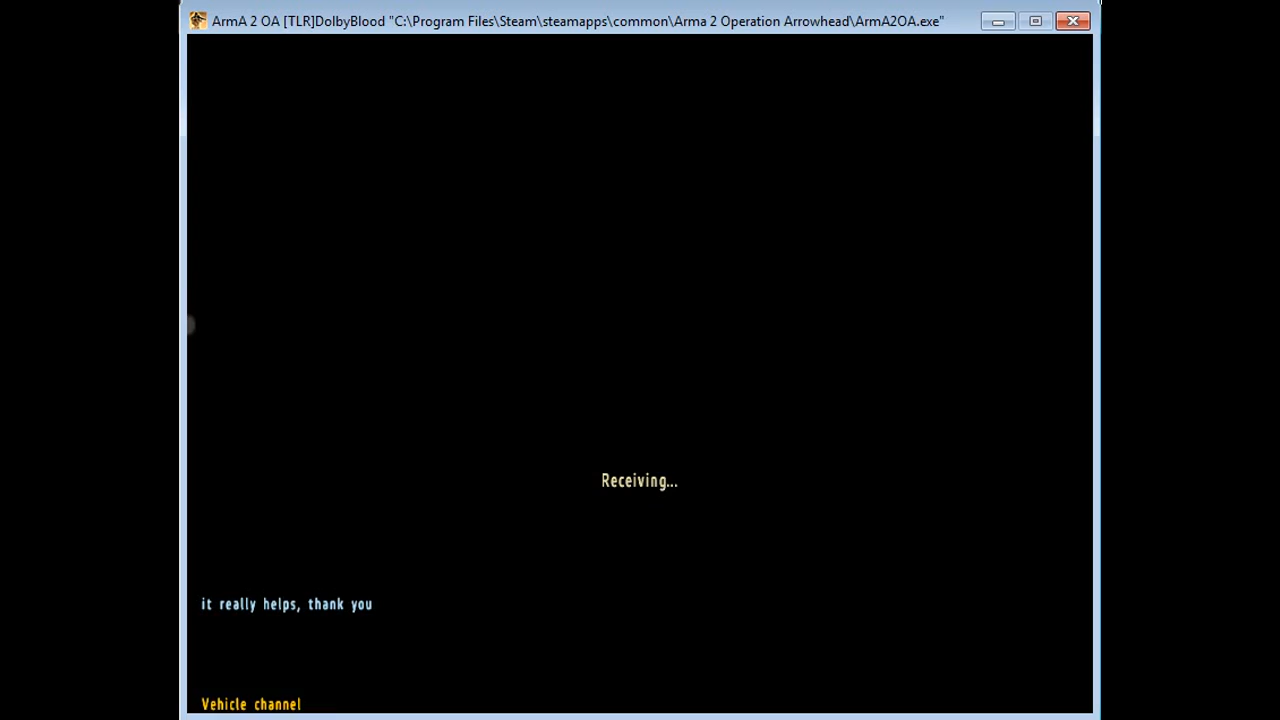 ArmA 2 OA [TLR]DolbyBlood "C:\Program Files\Steam\steamapps\common\Arma 2 Operation Arrowhead\ArmA2OA.exe"
Receiving...
it really helps, thank you
Vehicle channel